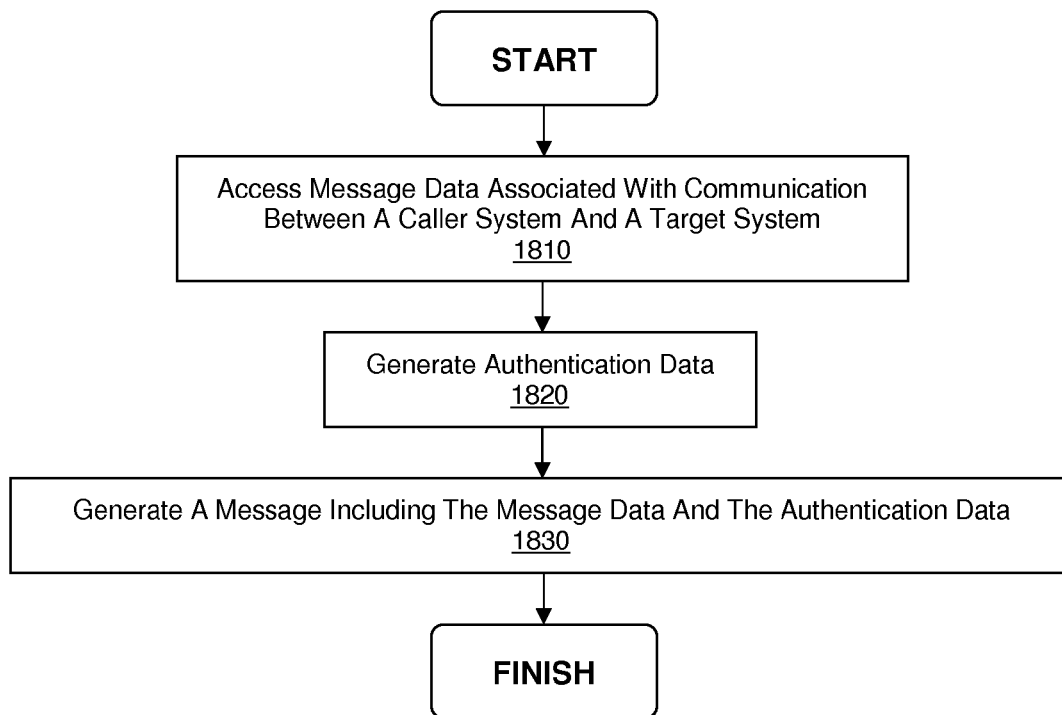 START
Access Message Data Associated With Communication
Between A Caller System And A Target System
1810
Generate Authentication Data
1820
Generate A Message Including The Message Data And The Authentication Data
1830
FINISH